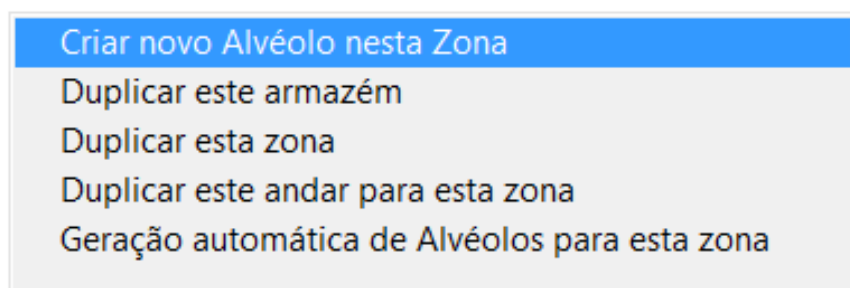 Criar novo Alvéolo nesta Zona
Duplicar este armazém
Duplicar esta zona
Duplicar este andar para esta zona
Geração automática de Alvéolos para esta zona